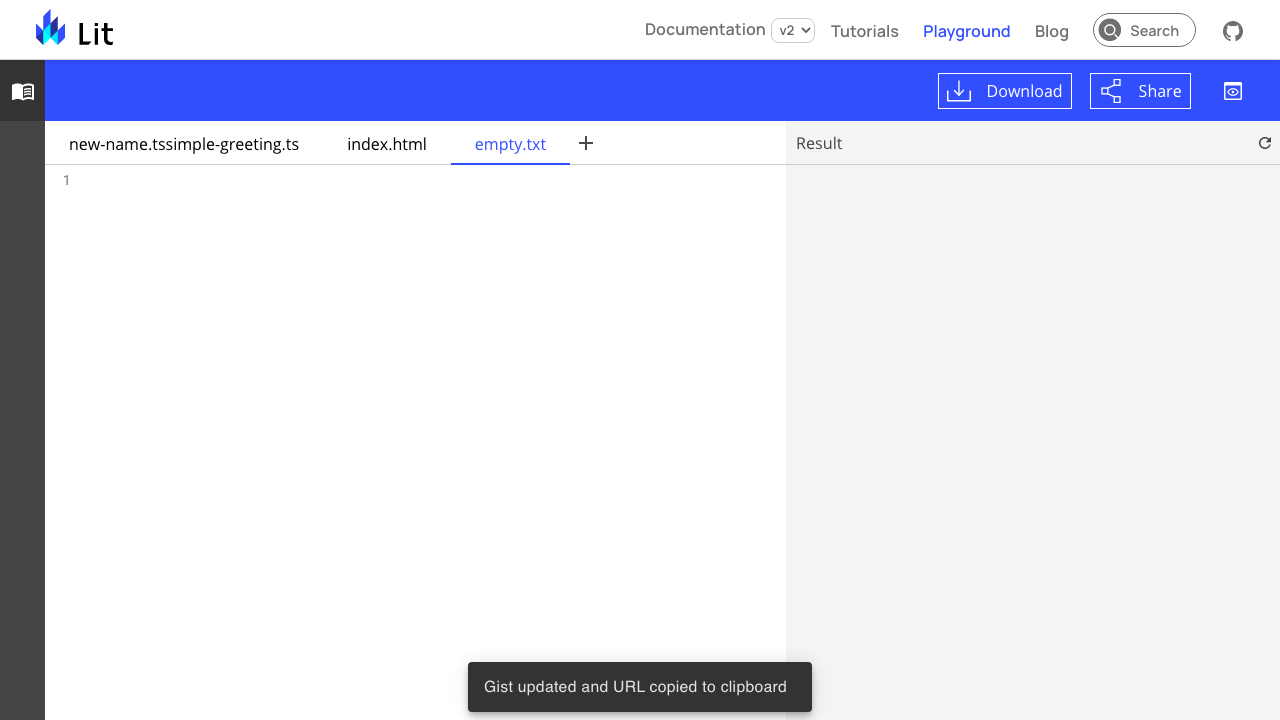 Lit
Documentation v2 Tutorials Playground Blog Search
Download Share
new-name.tssimple-greeting.ts index.html empty.txt
Result
1
Gist updated and URL copied to clipboard